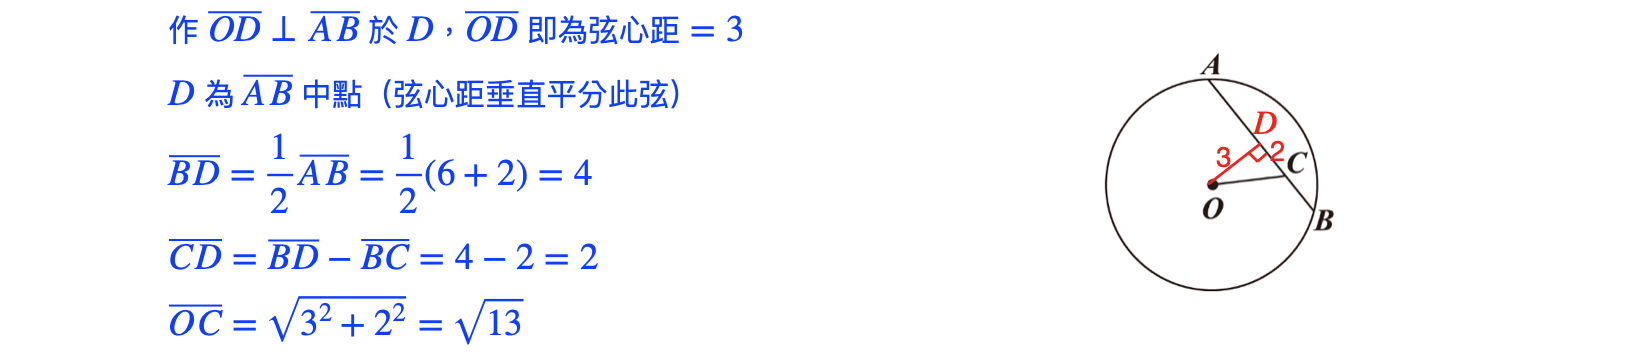 作 \overline{OD} ⊥ \overline{AB} 於 D，\overline{OD} 即為弦心距 = 3
D 為 \overline{AB} 中點（弦心距垂直平分此弦）
\overline{BD} = \frac{1}{2}\overline{AB} = \frac{1}{2}(6 + 2) = 4
\overline{CD} = \overline{BD} − \overline{BC} = 4 − 2 = 2
\overline{OC} = \sqrt{3^2 + 2^2} = \sqrt{13}
A
D
3
2
C
O
B